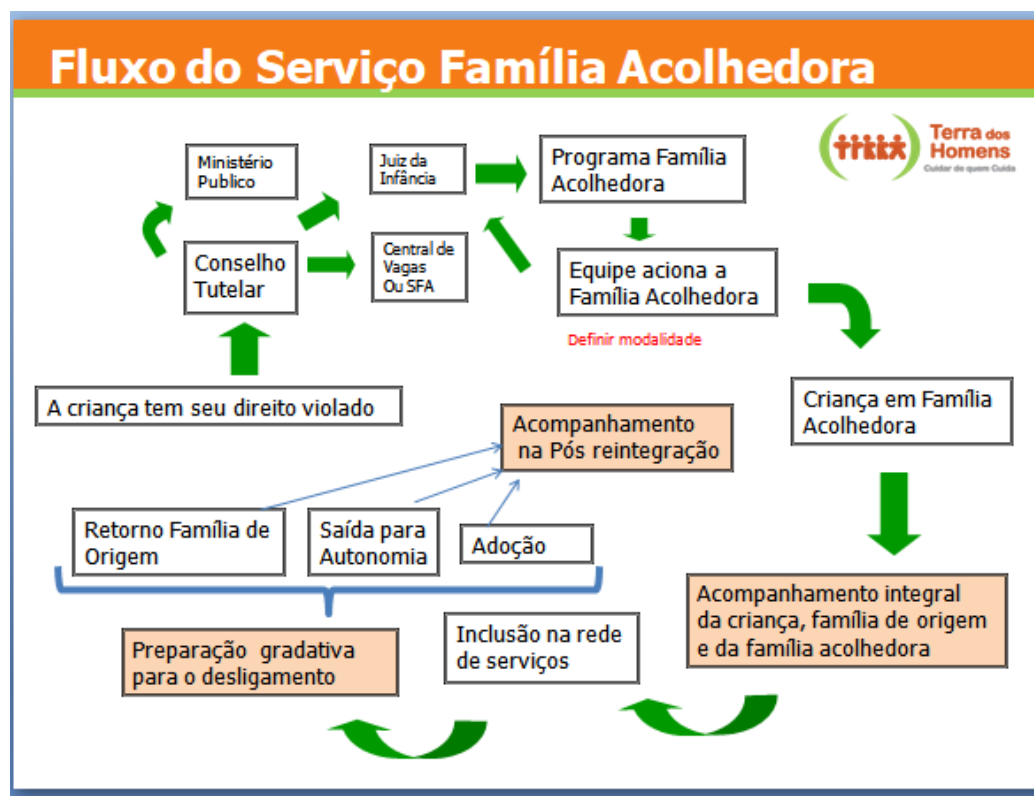 Fluxo do Serviço Família Acolhedora
Terra dos
Homens
Cuidar de quem Cuida
Ministério
Publico
Juiz da
Infância
Programa Família
Acolhedora
Conselho
Tutelar
Central de
Vagas
Ou SFA
Equipe aciona a
Família Acolhedora
Definir modalidade
A criança tem seu direito violado
Criança em Família
Acolhedora
Acompanhamento
na Pós reintegração
Retorno Família de
Origem
Saída para
Autonomia
Adoção
Acompanhamento integral
da criança, família de origem
e da família acolhedora
Inclusão na rede
de serviços
Preparação gradativa
para o desligamento